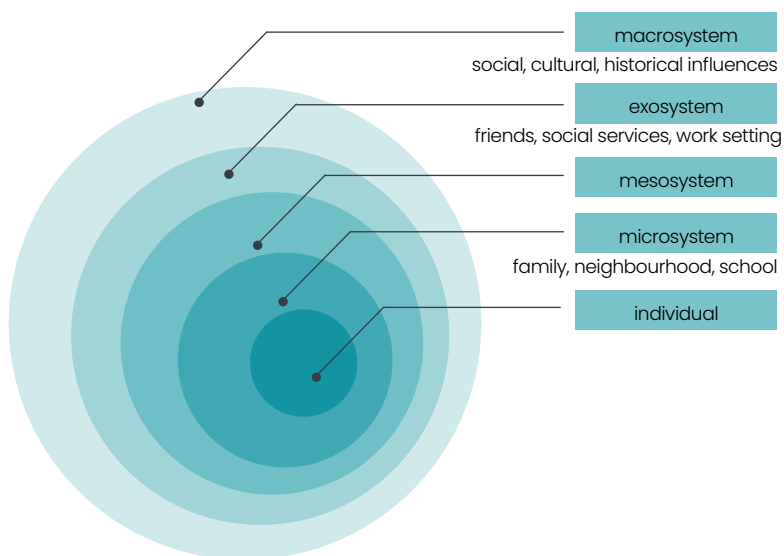 macrosystem
social, cultural, historical influences
exosystem
friends, social services, work setting
mesosystem
microsystem
family, neighbourhood, school
individual